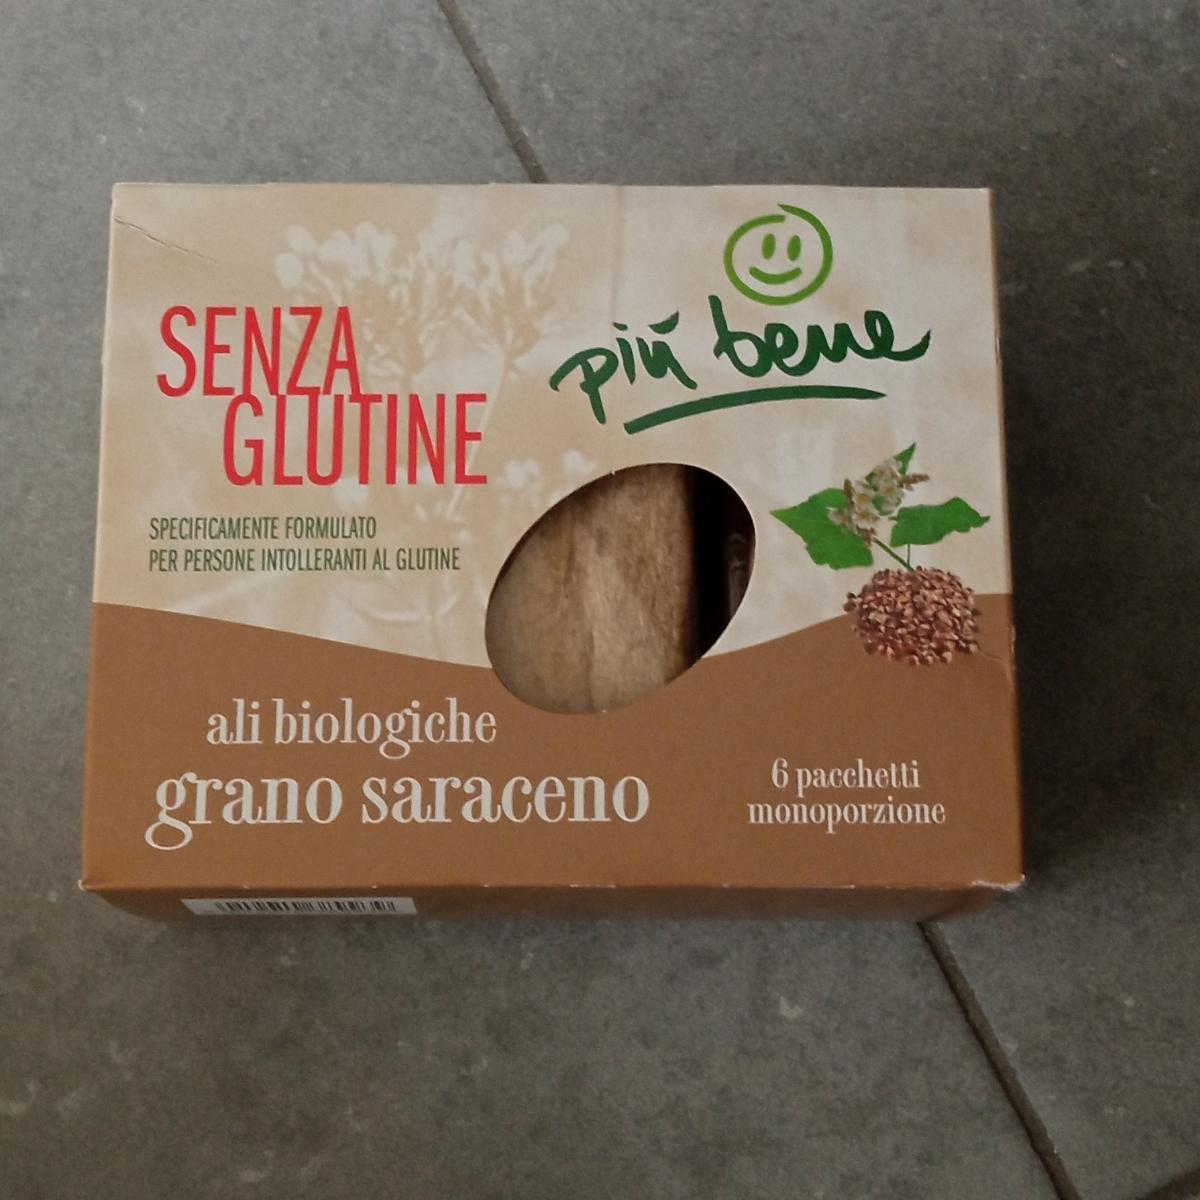 SENZA
GLUTINE
più bene
SPECIFICAMENTE FORMULATO
PER PERSONE INTOLLERANTI AL GLUTINE
ali biologiche
grano saraceno
6 pacchetti
monoporzione